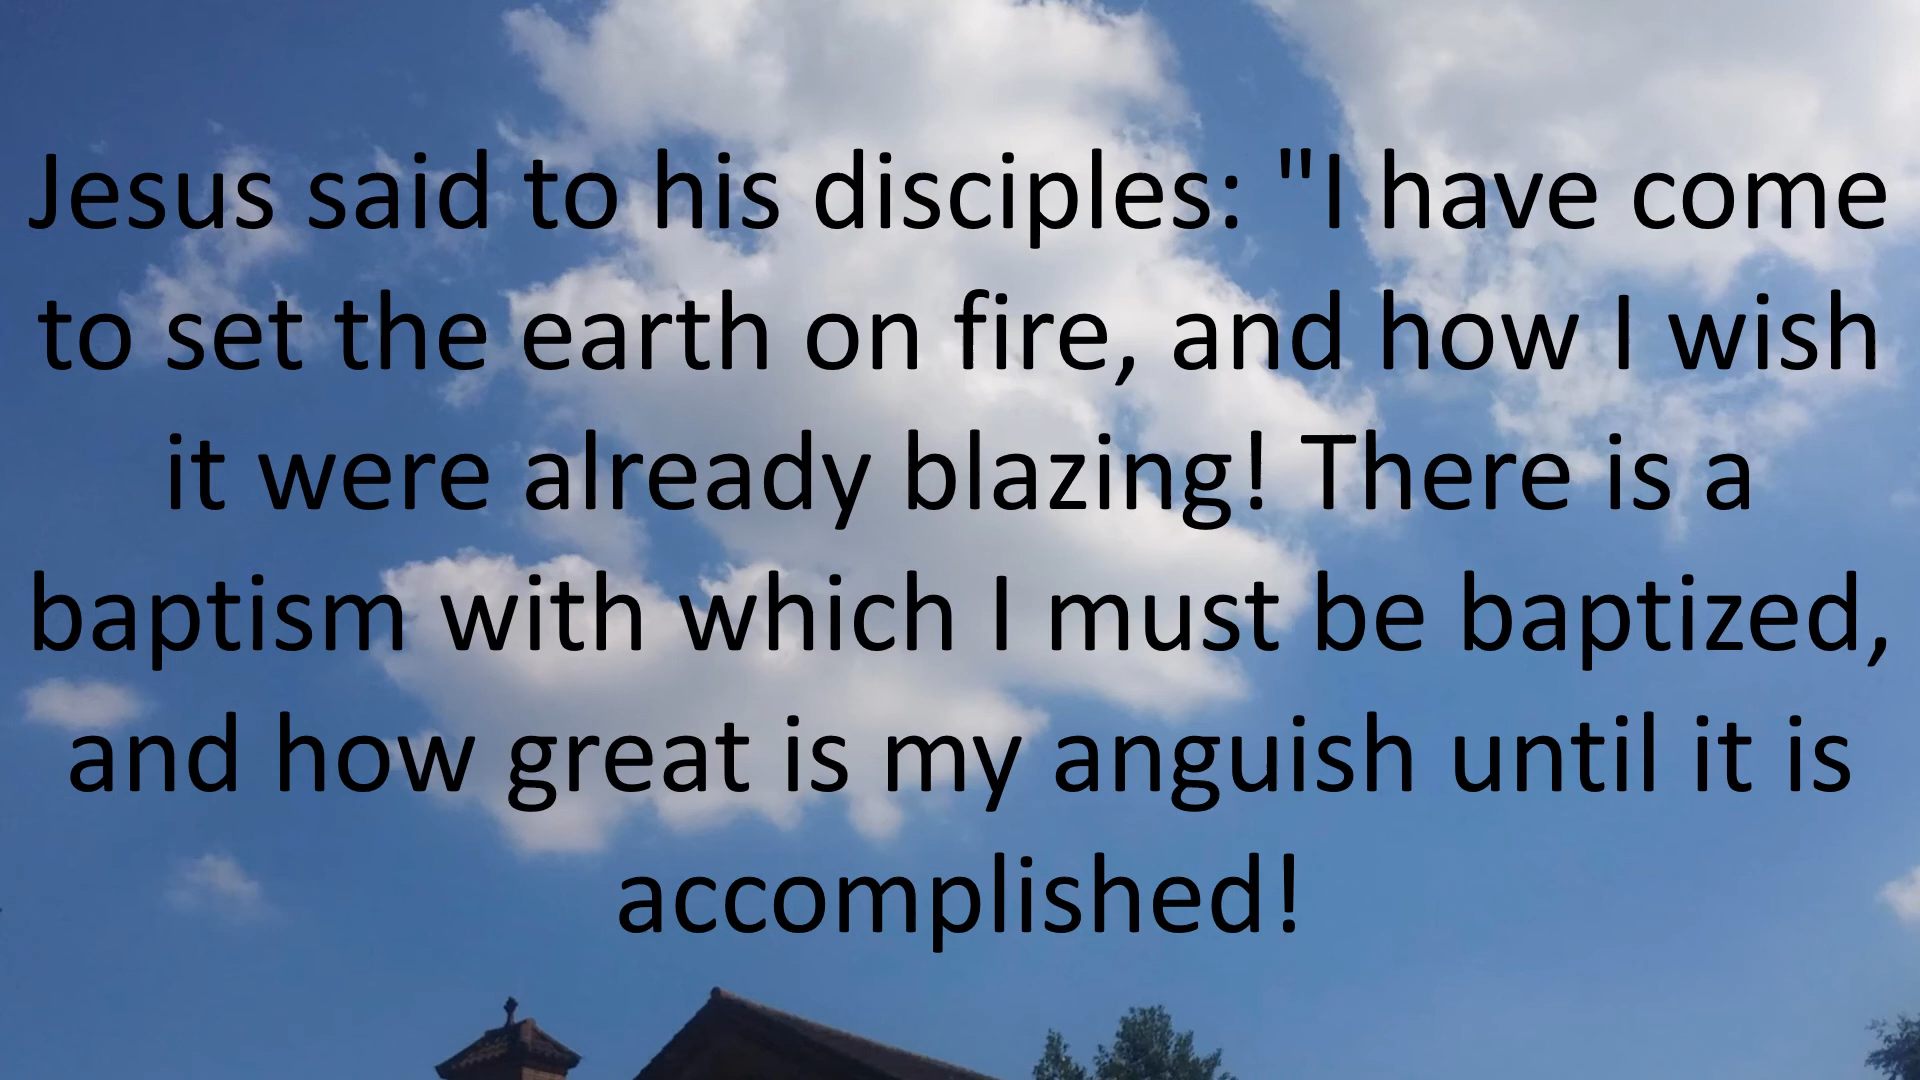 Jesus said to his disciples: "I have come
to set the earth on fire, and how I wish
it were already blazing! There is a
baptism with which I must be baptized,
and how great is my anguish until it is
accomplished!